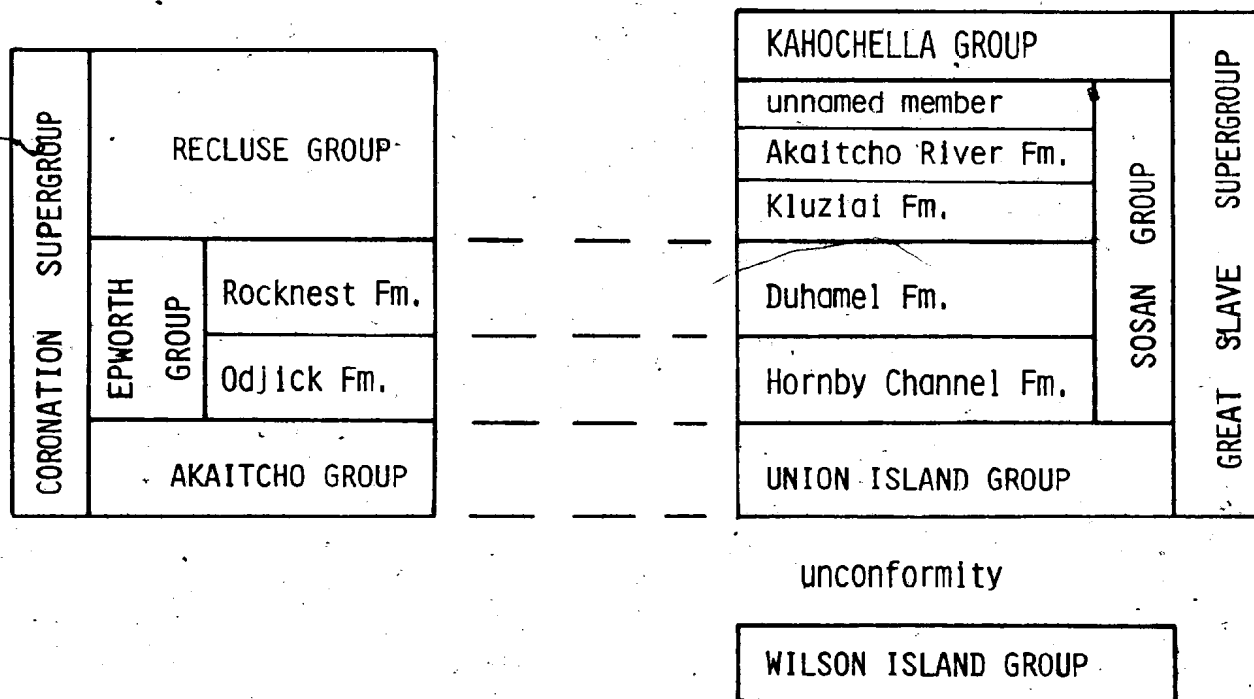 CORONATION SUPERGROUP
RECLUSE GROUP
EPWORTH
GROUP
Rocknest Fm.
Odjick Fm.
AKAITCHO GROUP
KAHOCHELLA GROUP
unnamed member
Akaitcho River Fm.
Kluziai Fm.
Duhamel Fm.
Hornby Channel Fm.
SOSAN GROUP
UNION ISLAND GROUP
GREAT SLAVE SUPERGROUP
unconformity
WILSON ISLAND GROUP